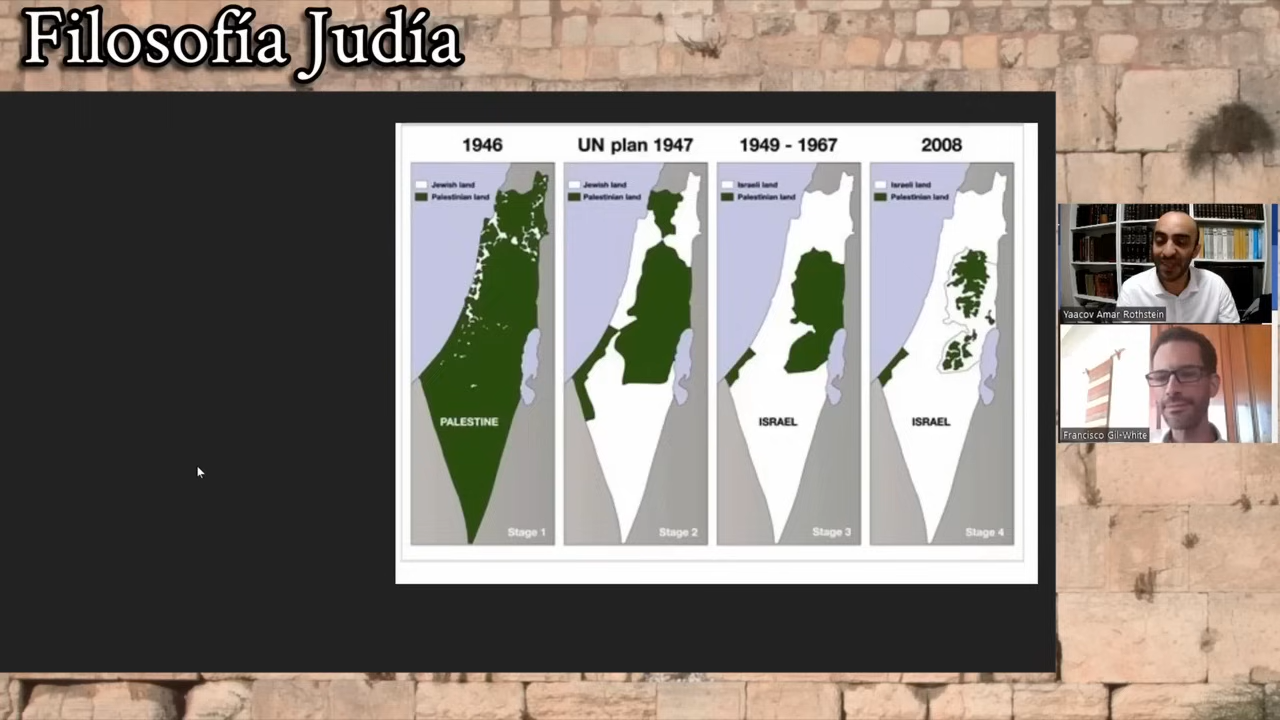 Filosofía Judía
1946
Jewish land
Palestinian land
PALESTINE
Stage 1
UN plan 1947
Jewish land
Palestinian land
Stage 2
1949 - 1967
Israeli land
Palestinian land
ISRAEL
Stage 3
2008
Israeli land
Palestinian land
ISRAEL
Stage 4
Yaacov Amar Rothstein
Francisco Gil-White